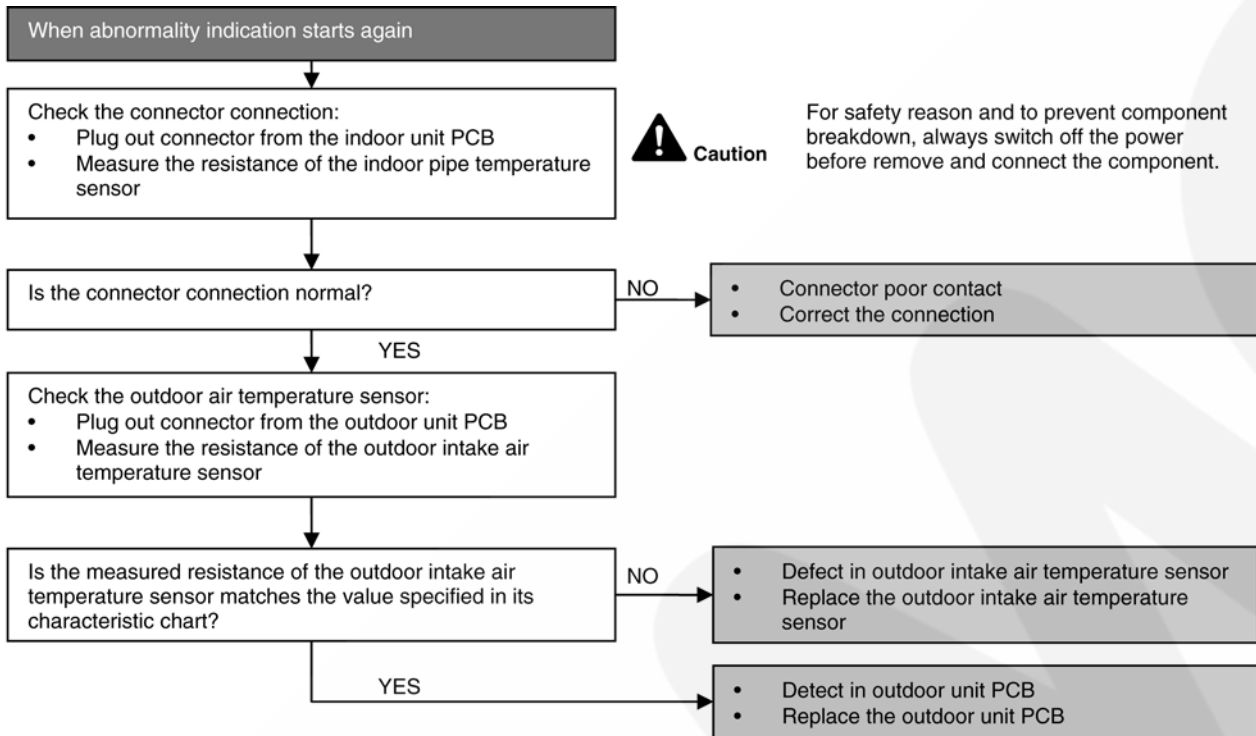 When abnormality indication starts again
Check the connector connection:
• Plug out connector from the indoor unit PCB
• Measure the resistance of the indoor pipe temperature
sensor
Caution
For safety reason and to prevent component
breakdown, always switch off the power
before remove and connect the component.
Is the connector connection normal?
NO
• Connector poor contact
• Correct the connection
YES
Check the outdoor air temperature sensor:
• Plug out connector from the outdoor unit PCB
• Measure the resistance of the outdoor intake air
temperature sensor
Is the measured resistance of the outdoor intake air
temperature sensor matches the value specified in its
characteristic chart?
NO
• Defect in outdoor intake air temperature sensor
• Replace the outdoor intake air temperature
sensor
YES
• Detect in outdoor unit PCB
• Replace the outdoor unit PCB